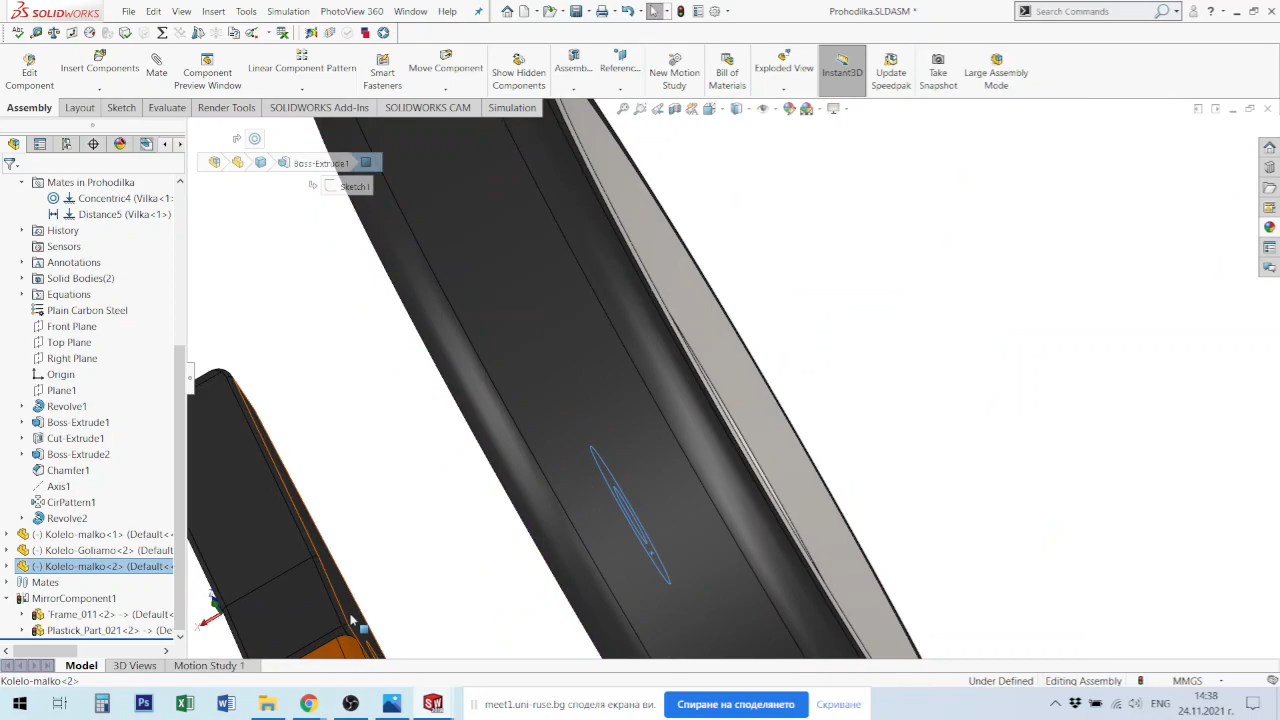 SOLIDWORKS File Edit View Insert Tools Simulation PhotoView 360 Window Help Prohodilka.SLDASM * Search Commands
Edit Component
Insert Components
Mate
Component Preview Window
Linear Component Pattern
Smart Fasteners
Move Component
Show Hidden Components
Assemb...
Referenc...
New Motion Study
Bill of Materials
Exploded View
Instant3D
Update Speedpak
Take Snapshot
Large Assembly Mode
Assembly Layout Sketch Evaluate Render Tools SOLIDWORKS Add-Ins SOLIDWORKS CAM Simulation
Boss-Extrude1
Sketch1
Mates in Prohodilka
Concentric4 (Vilka<1>
Distance5 (Vilka<1>)
History
Sensors
Annotations
Solid Bodies(2)
Equations
Plain Carbon Steel
Front Plane
Top Plane
Right Plane
Origin
Plane1
Revolve1
Boss-Extrude1
Cut-Extrude1
Boss-Extrude2
Chamfer1
Axis1
CirPattern1
Revolve2
(-) Kolelo-malko<1> (Default<
(-) Kolelo-Goliamo<2> (Default
(-) Kolelo-malko<2> (Default<
Mates
MirrorComponent1
Frame_011<2> -> (Default<
Plastick_Part_021<2> -> (De
Model 3D Views Motion Study 1
Kolelo-malko<2> Under Defined Editing Assembly MMGS
meet1.uni-ruse.bg споделя екрана ви. Спиране на споделянето Скриване
ENG 14:38
24.11.2021 г.